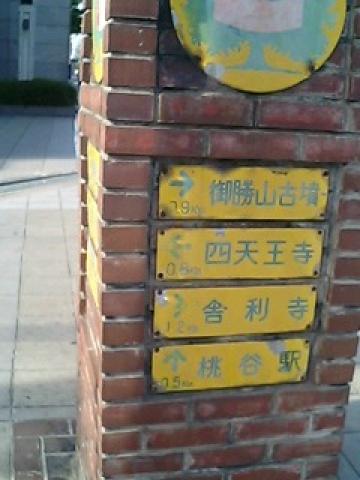 → 御勝山古墳
0.9Km
← 四天王寺
0.8Km
→ 舎利寺
1.2Km
↑ 桃谷駅
0.5Km